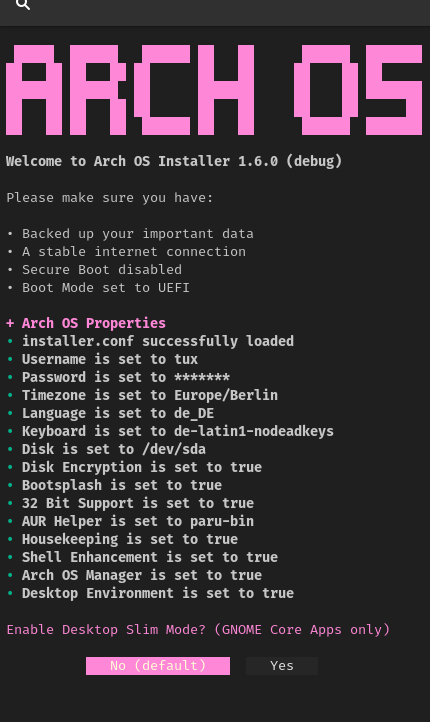 ARCH OS
Welcome to Arch OS Installer 1.6.0 (debug)
Please make sure you have:
• Backed up your important data
• A stable internet connection
• Secure Boot disabled
• Boot Mode set to UEFI
+ Arch OS Properties
• installer.conf successfully loaded
• Username is set to tux
• Password is set to *******
• Timezone is set to Europe/Berlin
• Language is set to de_DE
• Keyboard is set to de-latin1-nodeadkeys
• Disk is set to /dev/sda
• Disk Encryption is set to true
• Bootsplash is set to true
• 32 Bit Support is set to true
• AUR Helper is set to paru-bin
• Housekeeping is set to true
• Shell Enhancement is set to true
• Arch OS Manager is set to true
• Desktop Environment is set to true
Enable Desktop Slim Mode? (GNOME Core Apps only)
No (default) Yes